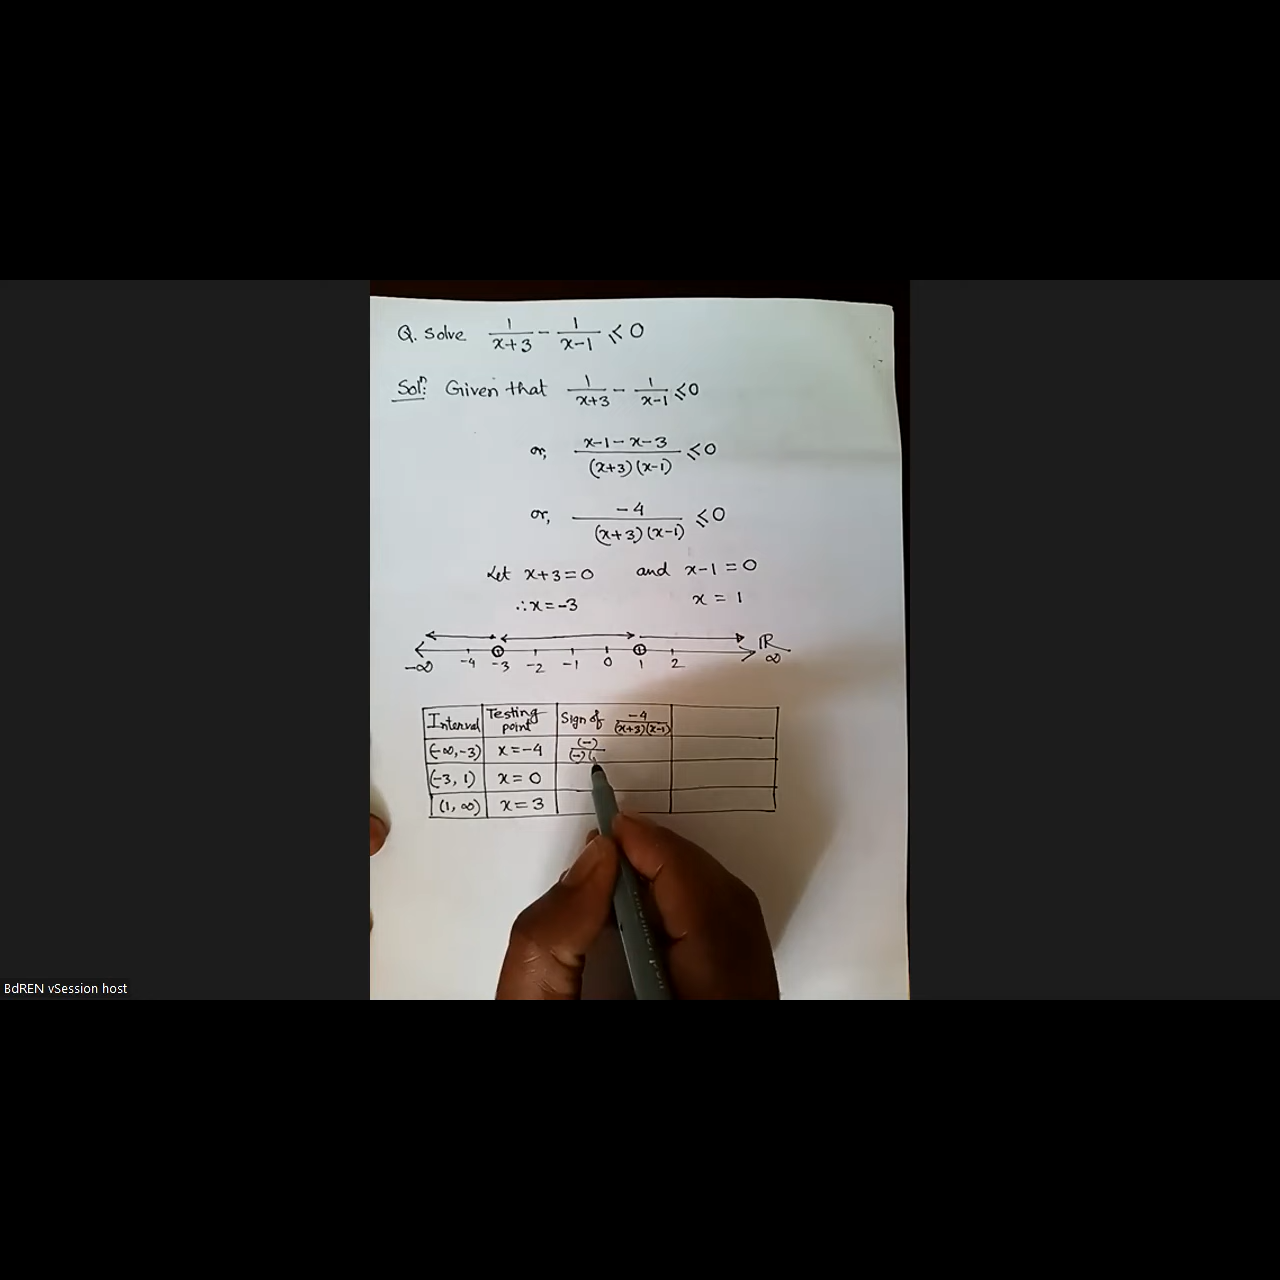 Q. Solve 1/(x+3) - 1/(x-1) ≤ 0
Solⁿ: Given that 1/(x+3) - 1/(x-1) ≤ 0
or, (x-1-x-3)/((x+3)(x-1)) ≤ 0
or, -4/((x+3)(x-1)) ≤ 0
Let x+3=0 and x-1=0
∴x=-3 x = 1
IR
-∞ -4 -3 -2 -1 0 1 2 ∞
Interval Testing point Sign of -4/((x+3)(x-1))
(-∞,-3) x=-4 (-)/(-)(
(-3, 1) x=0
(1, ∞) x=3
BdREN vSession host